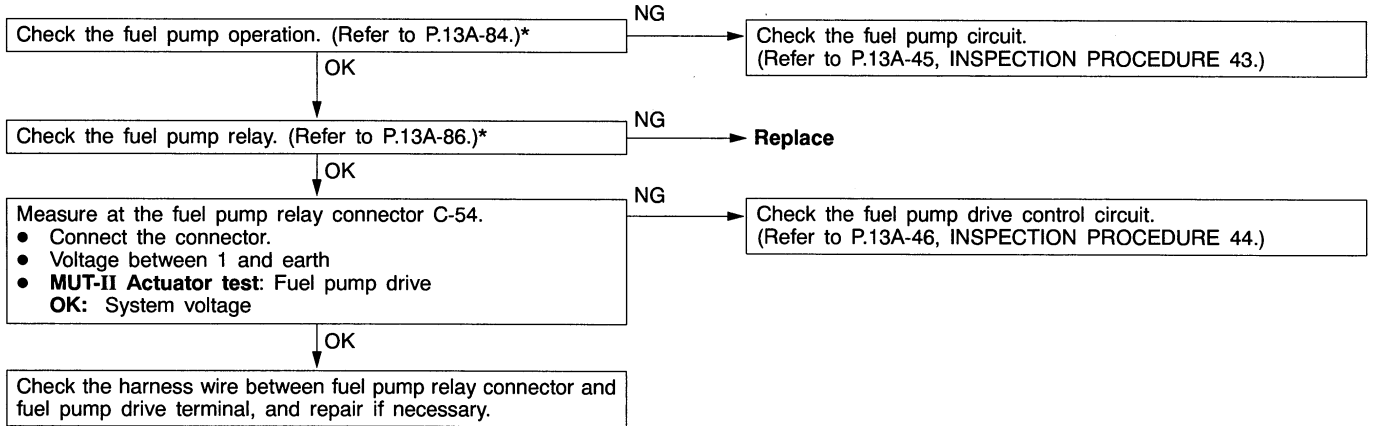 Check the fuel pump operation. (Refer to P.13A-84.)*
NG
Check the fuel pump circuit.
(Refer to P.13A-45, INSPECTION PROCEDURE 43.)
OK
Check the fuel pump relay. (Refer to P.13A-86.)*
NG
Replace
OK
Measure at the fuel pump relay connector C-54.
● Connect the connector.
● Voltage between 1 and earth
● MUT-II Actuator test: Fuel pump drive
OK: System voltage
NG
Check the fuel pump drive control circuit.
(Refer to P.13A-46, INSPECTION PROCEDURE 44.)
OK
Check the harness wire between fuel pump relay connector and
fuel pump drive terminal, and repair if necessary.